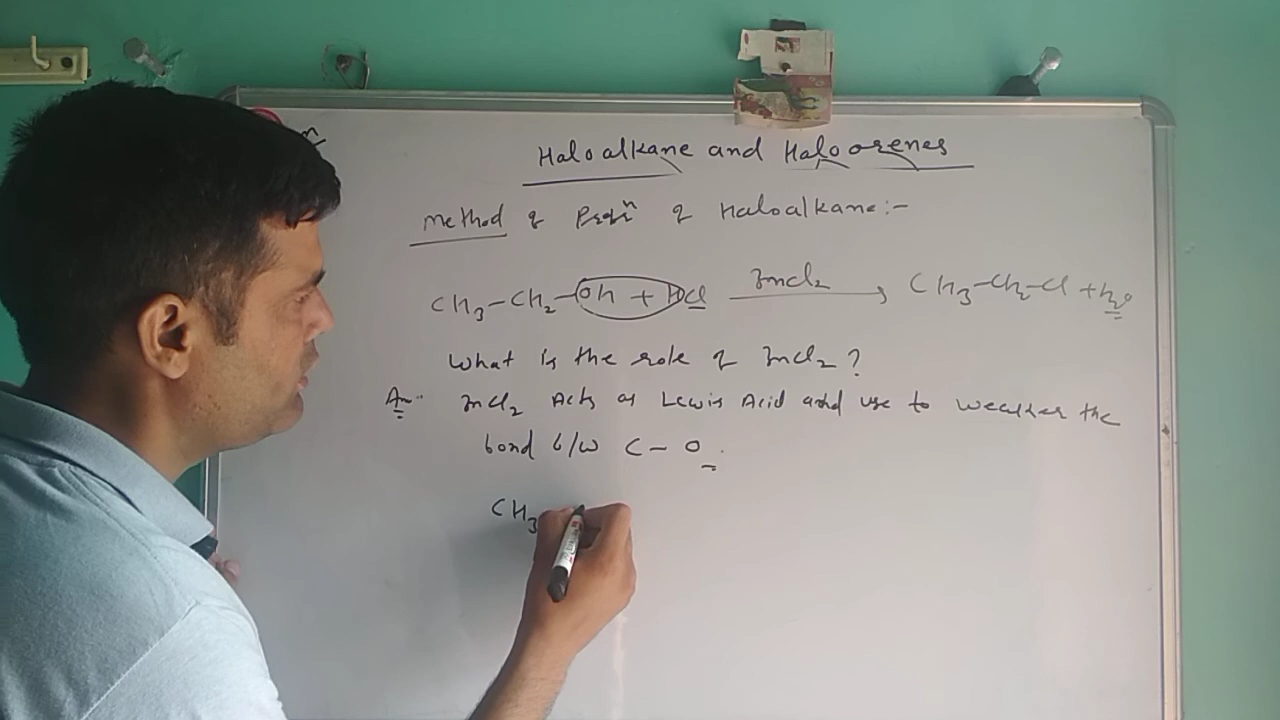 Haloalkane and Haloarenes
Method of Prepⁿ of Haloalkane:-
CH₃-CH₂-OH + HCl ZnCl₂ → CH₃-CH₂-Cl + H₂O
What is the role of ZnCl₂?
Ans:- ZnCl₂ Acts as Lewis Acid and use to weaken the
bond b/w C-O.
CH₃